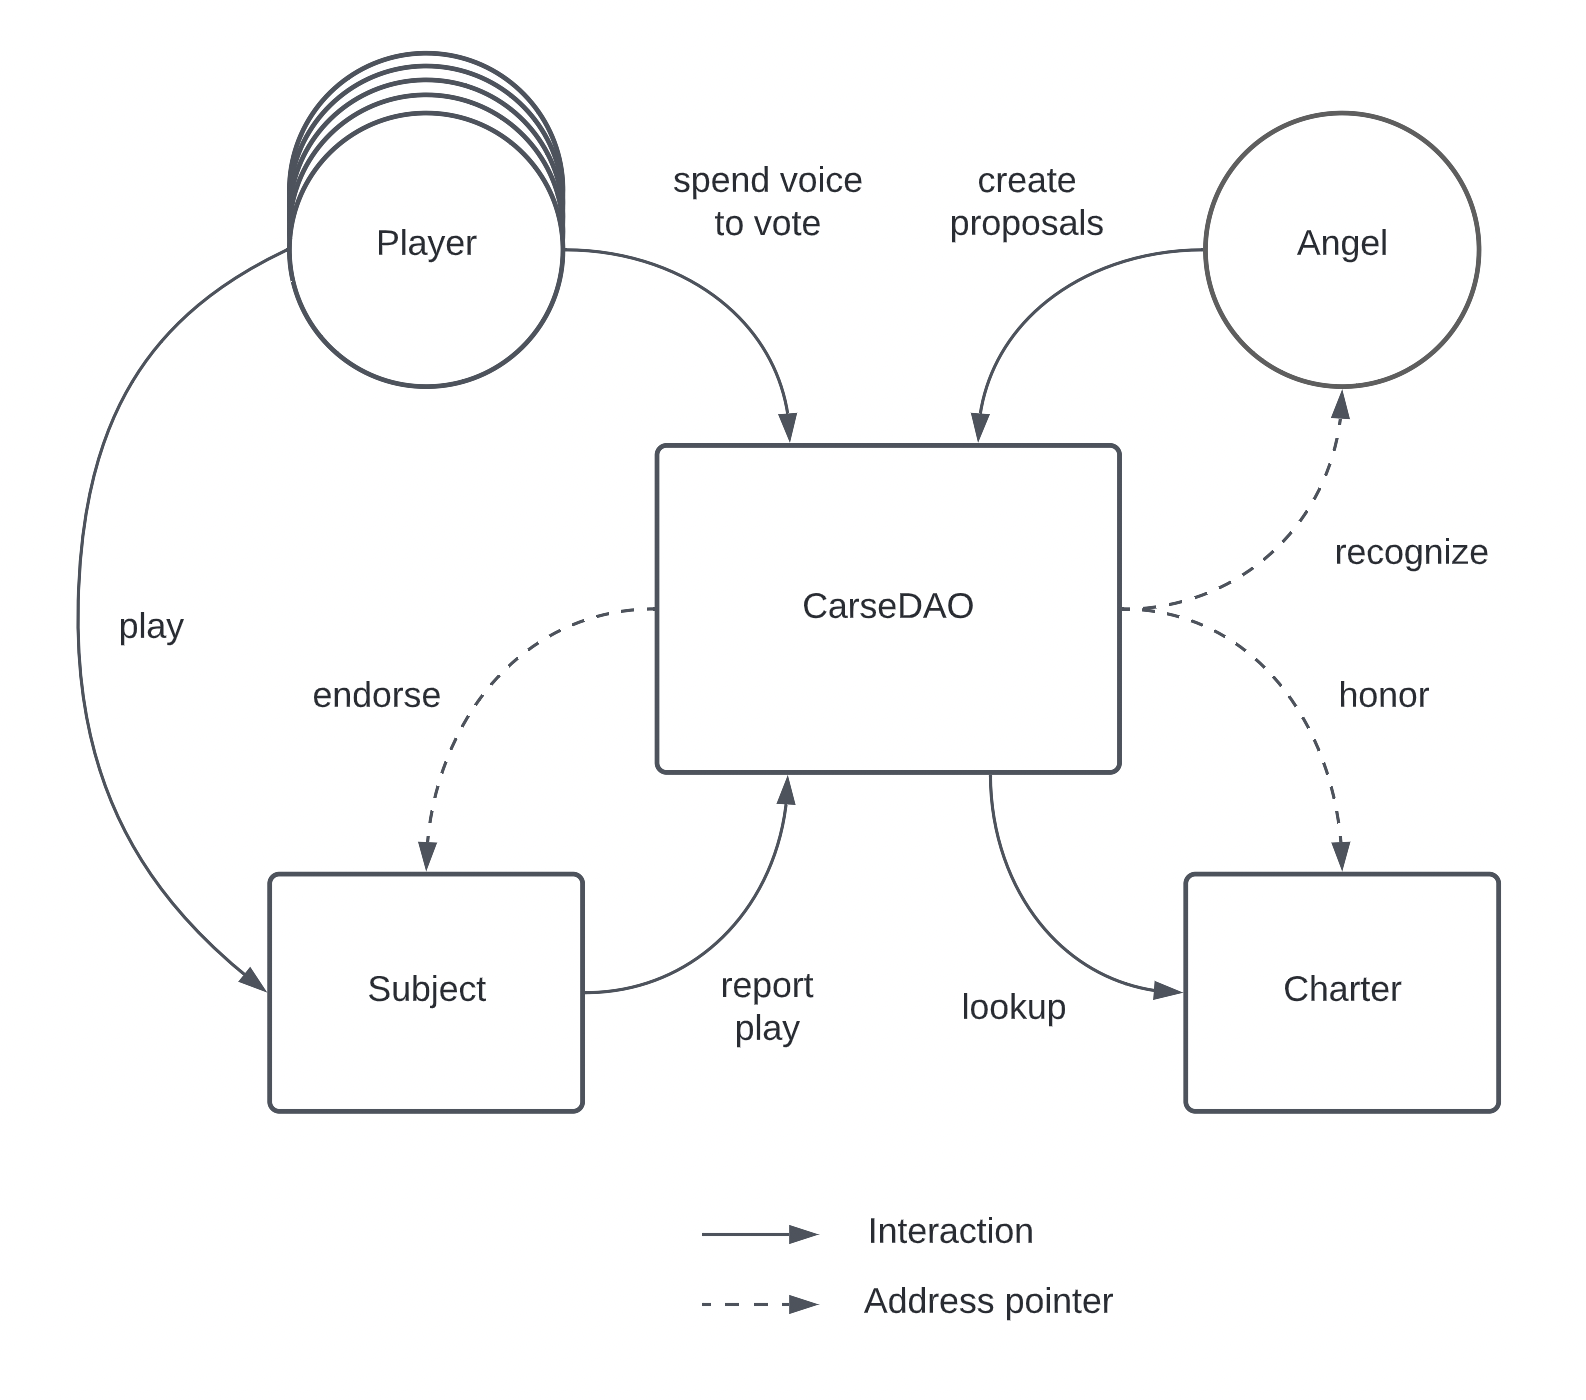 spend voice
to vote
create
proposals
Player
Angel
recognize
CarseDAO
play
endorse
honor
Subject
report
play
lookup
Charter
Interaction
Address pointer